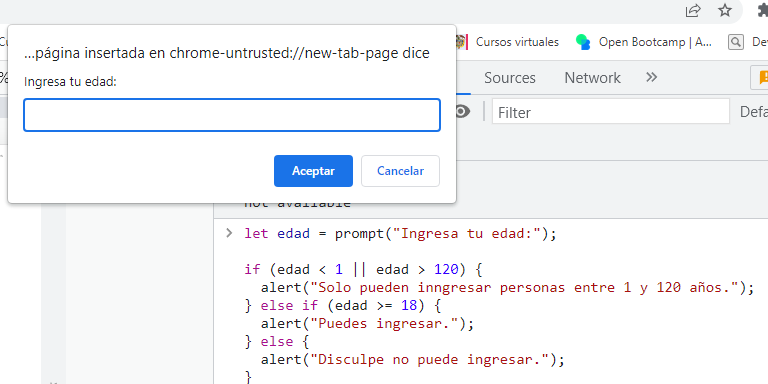 ...página insertada en chrome-untrusted://new-tab-page dice
Ingresa tu edad:
Aceptar
Cancelar
Cursos virtuales
Open Bootcamp | A...
Sources
Network
Filter
not available
let edad = prompt("Ingresa tu edad:");
if (edad < 1 || edad > 120) {
alert("Solo pueden inngresar personas entre 1 y 120 años.");
} else if (edad >= 18) {
alert("Puedes ingresar.");
} else {
alert("Disculpe no puede ingresar.");
}